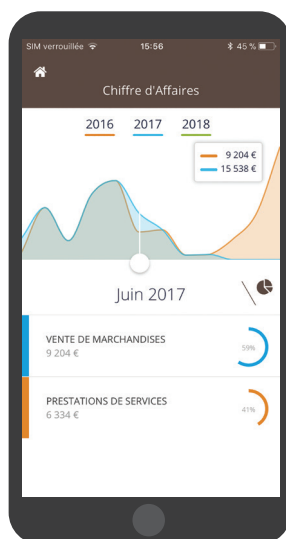 SIM verrouillée 15:56 45 %
Chiffre d'Affaires
2016 2017 2018
9 204 €
15 538 €
Juin 2017
VENTE DE MARCHANDISES
9 204 €
59%
PRESTATIONS DE SERVICES
6 334 €
41%